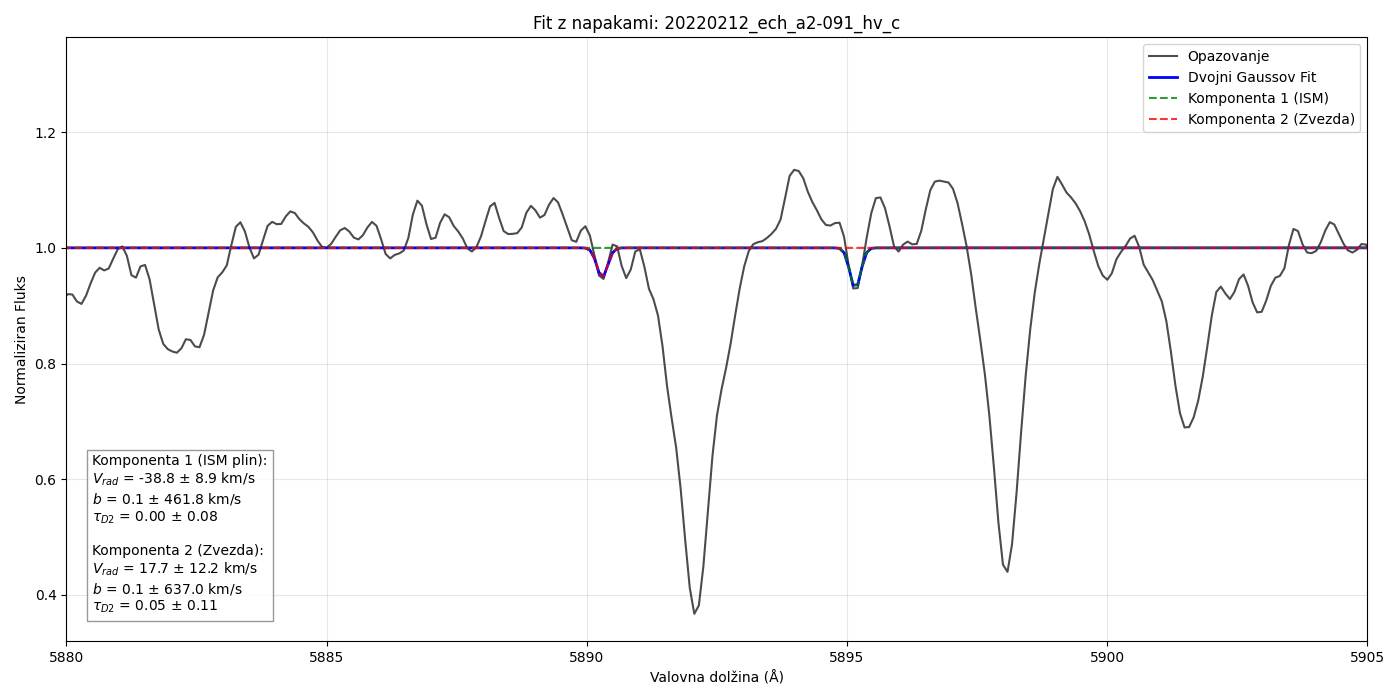 Fit z napakami: 20220212_ech_a2-091_hv_c
Normaliziran Fluks
1.2
1.0
0.8
0.6
0.4
Opazovanje
Dvojni Gaussov Fit
Komponenta 1 (ISM)
Komponenta 2 (Zvezda)
Komponenta 1 (ISM plin):
V_rad = -38.8 ± 8.9 km/s
b = 0.1 ± 461.8 km/s
τ_D2 = 0.00 ± 0.08
Komponenta 2 (Zvezda):
V_rad = 17.7 ± 12.2 km/s
b = 0.1 ± 637.0 km/s
τ_D2 = 0.05 ± 0.11
5880 5885 5890 5895 5900 5905
Valovna dolžina (Å)